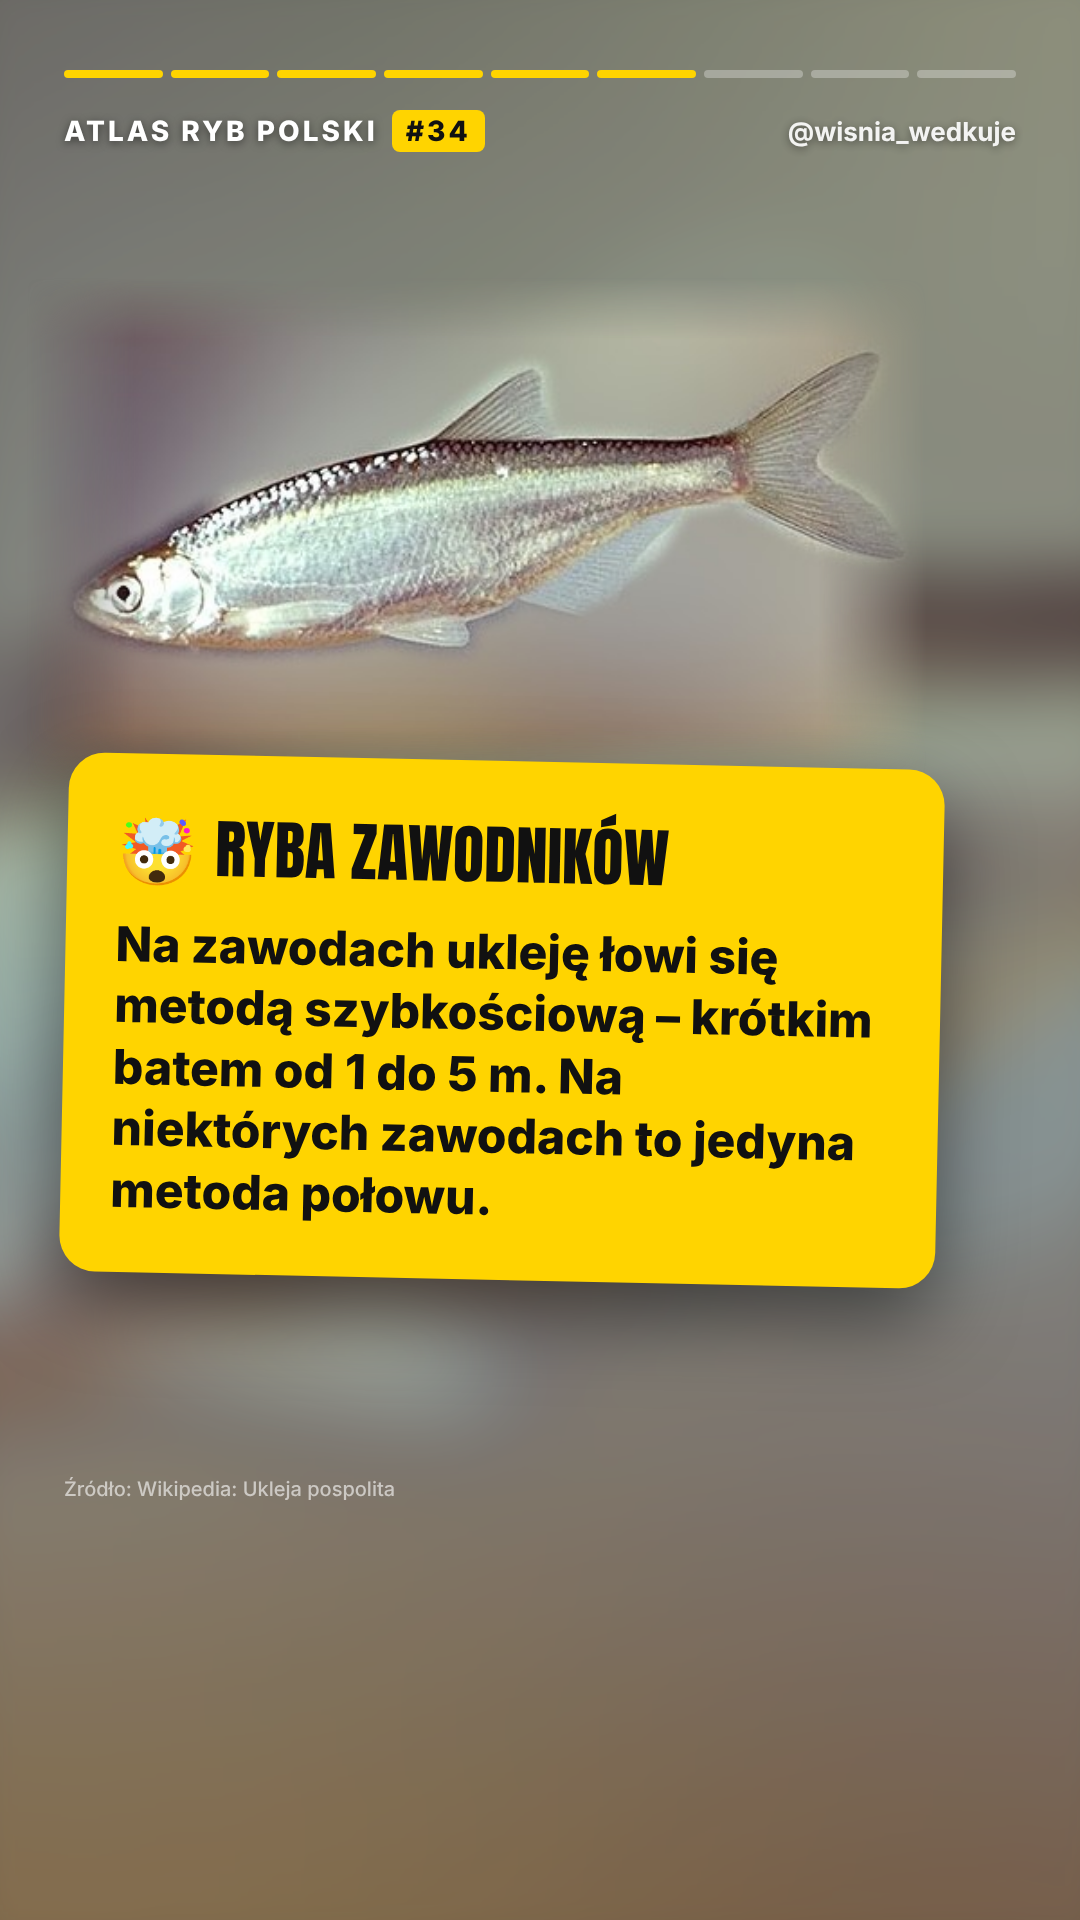 ATLAS RYB POLSKI #34
@wisnia_wedkuje
🤯 RYBA ZAWODNIKÓW
Na zawodach ukleję łowi się
metodą szybkościową – krótkim
batem od 1 do 5 m. Na
niektórych zawodach to jedyna
metoda połowu.
Źródło: Wikipedia: Ukleja pospolita